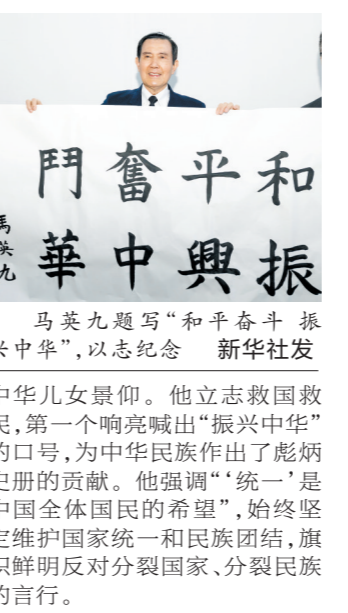 和平奮鬥
振興中華
馬英九
马英九题写“和平奋斗 振
兴中华”,以志纪念 新华社发
中华儿女景仰。他立志救国救
民,第一个响亮喊出“振兴中华”
的口号,为中华民族作出了彪炳
史册的贡献。他强调“‘统一’是
中国全体国民的希望”,始终坚
定维护国家统一和民族团结,旗
帜鲜明反对分裂国家、分裂民族
的言行。